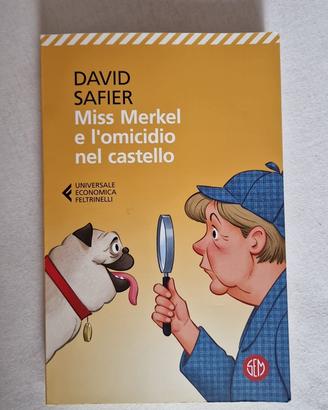 DAVID
SAFIER
Miss Merkel
e l'omicidio
nel castello
UNIVERSALE
ECONOMICA
FELTRINELLI
SEM